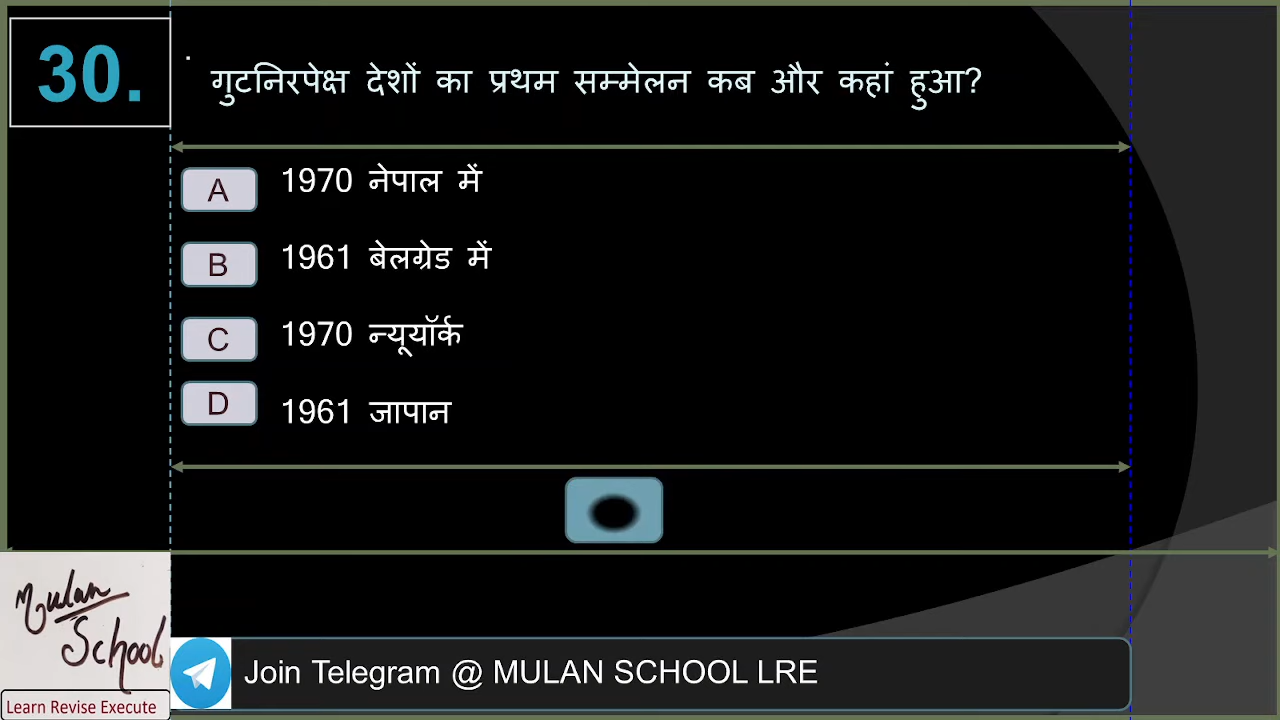 30.
गुटनिरपेक्ष देशों का प्रथम सम्मेलन कब और कहां हुआ?
A 1970 नेपाल में
B 1961 बेलग्रेड में
C 1970 न्यूयॉर्क
D 1961 जापान
Mulan
School
Learn Revise Execute
Join Telegram @ MULAN SCHOOL LRE